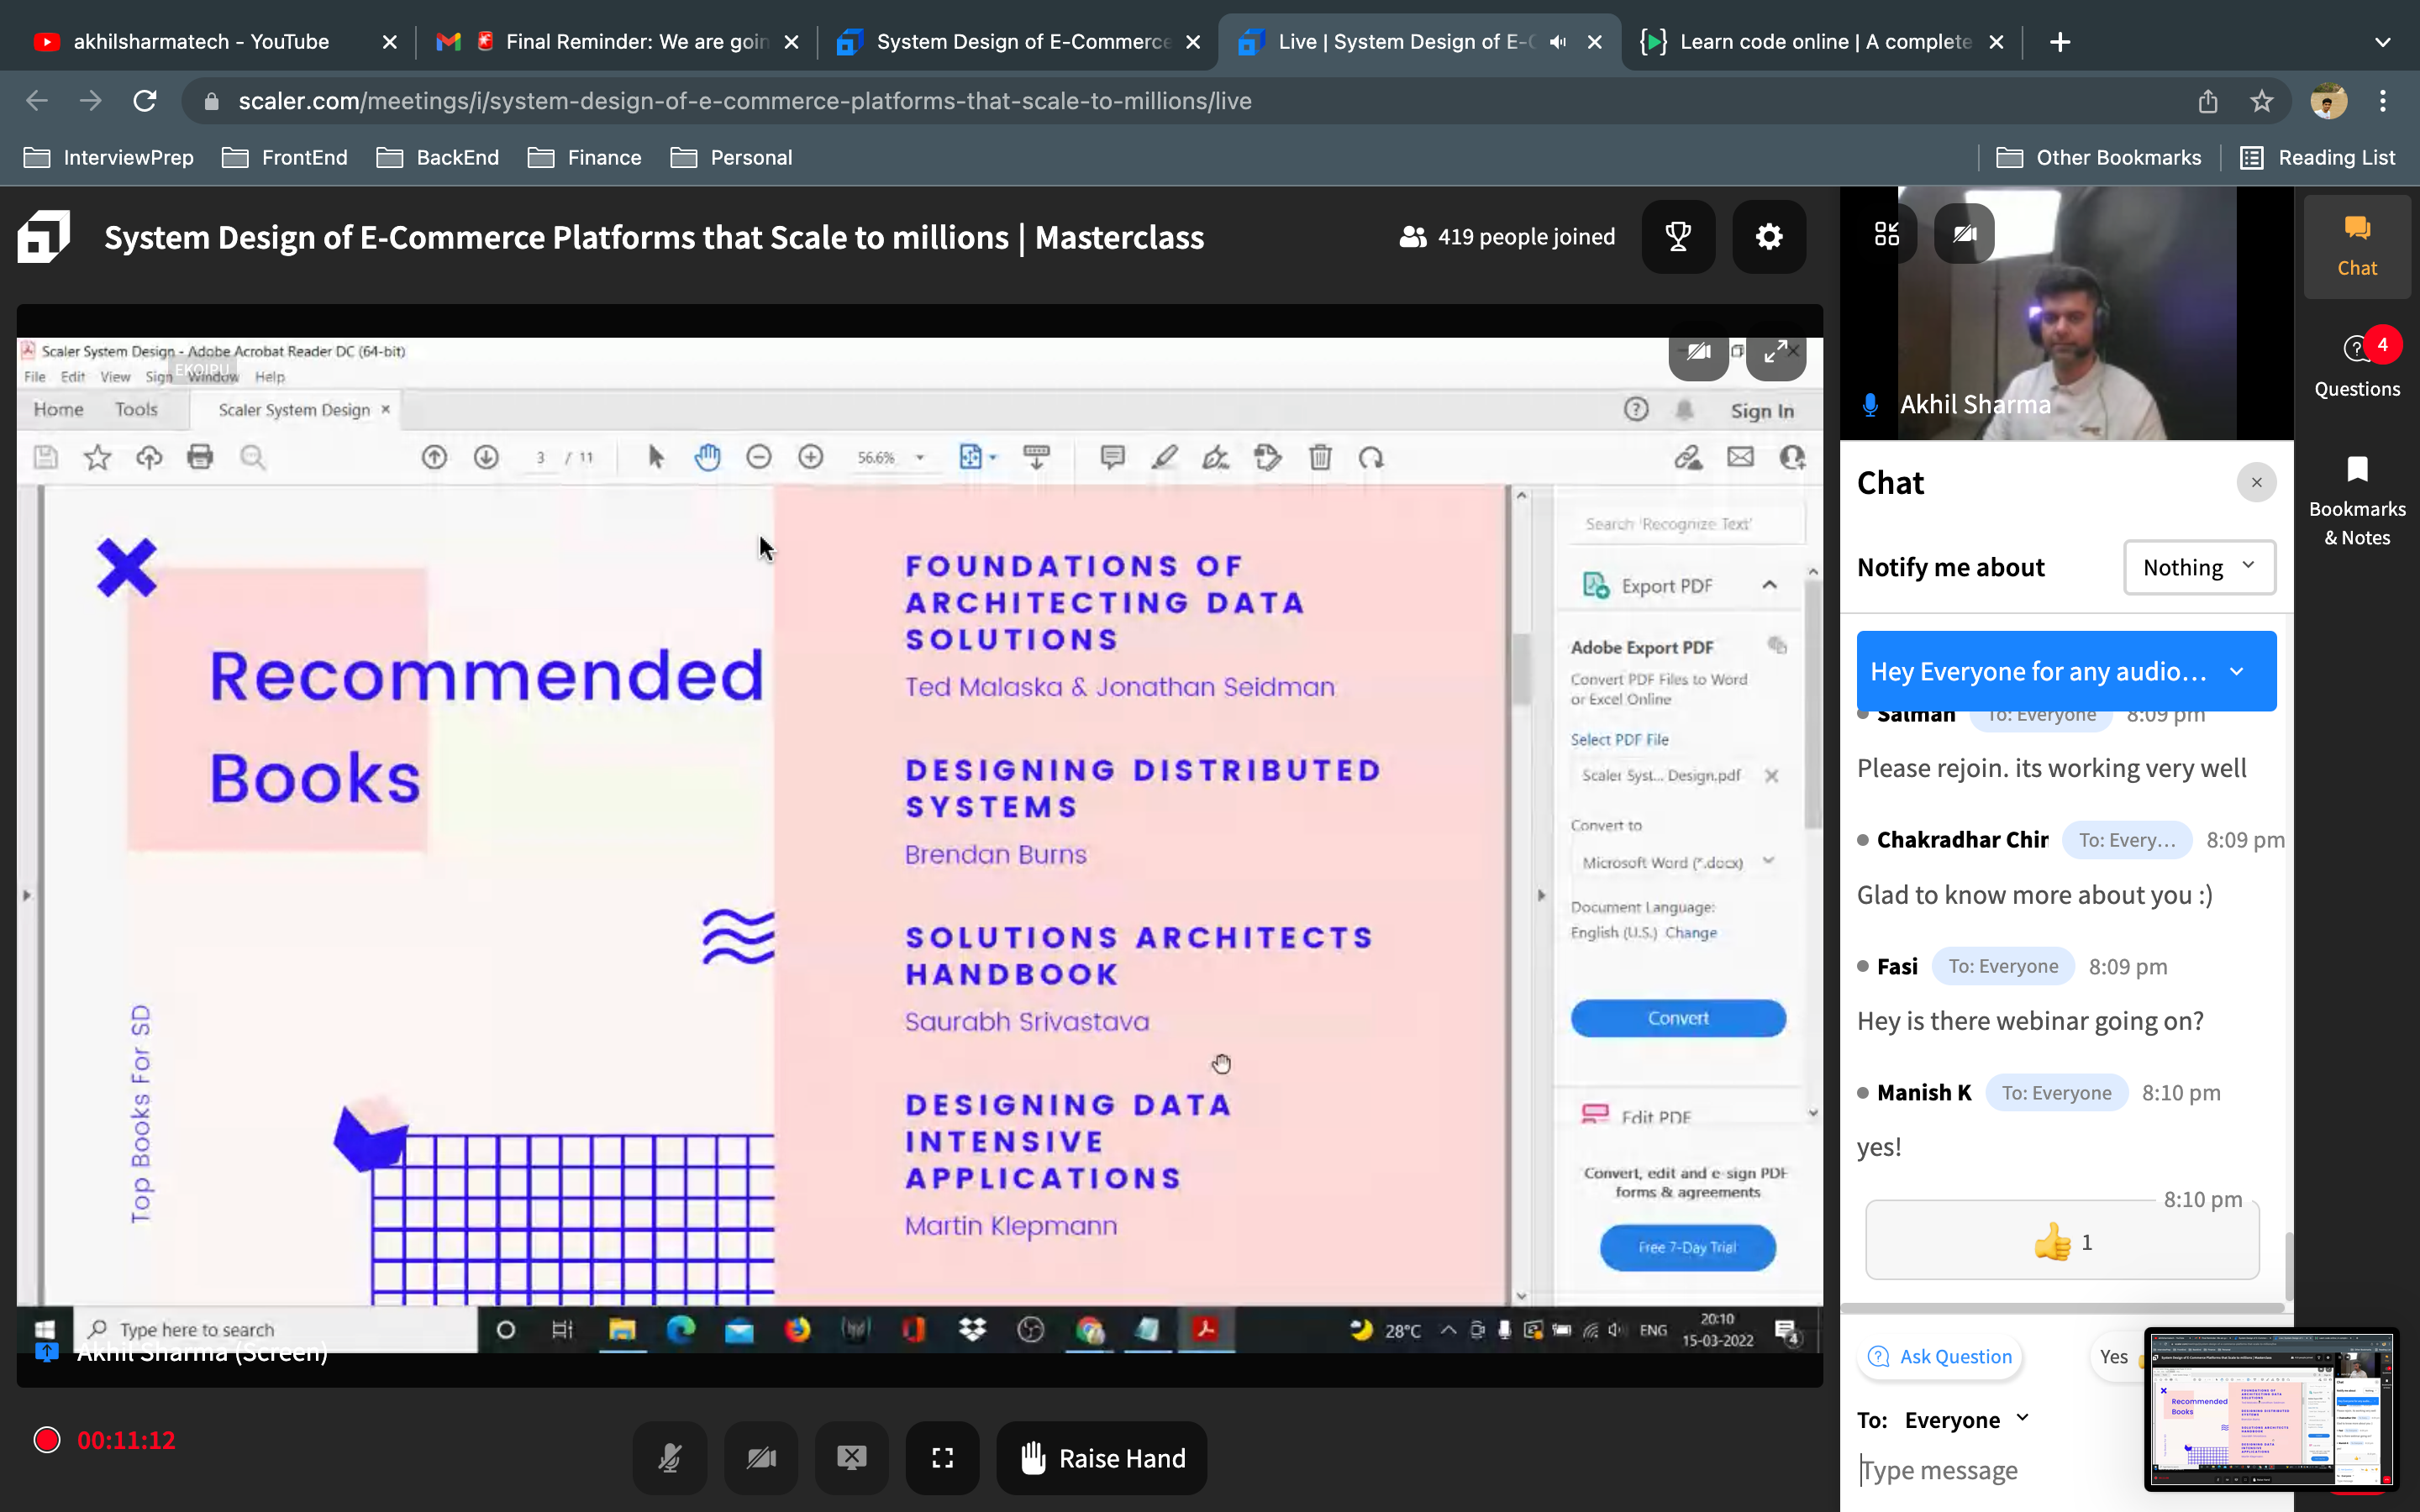 akhilsharmatech - YouTube
Final Reminder: We are goin
System Design of E-Commerce
Live | System Design of E-C
Learn code online | A complete
scaler.com/meetings/i/system-design-of-e-commerce-platforms-that-scale-to-millions/live
InterviewPrep
FrontEnd
BackEnd
Finance
Personal
Other Bookmarks
Reading List
System Design of E-Commerce Platforms that Scale to millions | Masterclass
419 people joined
Scaler System Design - Adobe Acrobat Reader DC (64-bit)
File Edit View Sign Window Help
EKOIPU
Home
Tools
Scaler System Design
Sign In
3 / 11
56.6%
Recommended
Books
Top Books For SD
FOUNDATIONS OF
ARCHITECTING DATA
SOLUTIONS
Ted Malaska & Jonathan Seidman
DESIGNING DISTRIBUTED
SYSTEMS
Brendan Burns
SOLUTIONS ARCHITECTS
HANDBOOK
Saurabh Srivastava
DESIGNING DATA
INTENSIVE
APPLICATIONS
Martin Klepmann
Search 'Recognize Text'
Export PDF
Adobe Export PDF
Convert PDF Files to Word
or Excel Online
Select PDF File
Scaler Syst... Design.pdf
Convert to
Microsoft Word (*.docx)
Document Language:
English (U.S.) Change
Convert
Edit PDF
Convert, edit and e-sign PDF
forms & agreements
Free 7-Day Trial
Type here to search
28°C
ENG
20:10
15-03-2022
4
Akhil Sharma (Screen)
00:11:12
Raise Hand
Akhil Sharma
Chat
Notify me about
Nothing
Hey Everyone for any audio...
Salman To: Everyone 8:09 pm
Please rejoin. its working very well
Chakradhar Chir To: Every... 8:09 pm
Glad to know more about you :)
Fasi To: Everyone 8:09 pm
Hey is there webinar going on?
Manish K To: Everyone 8:10 pm
yes!
8:10 pm
👍 1
Ask Question
Yes
To: Everyone
Type message
Chat
4
Questions
Bookmarks
& Notes
Recommended
Books